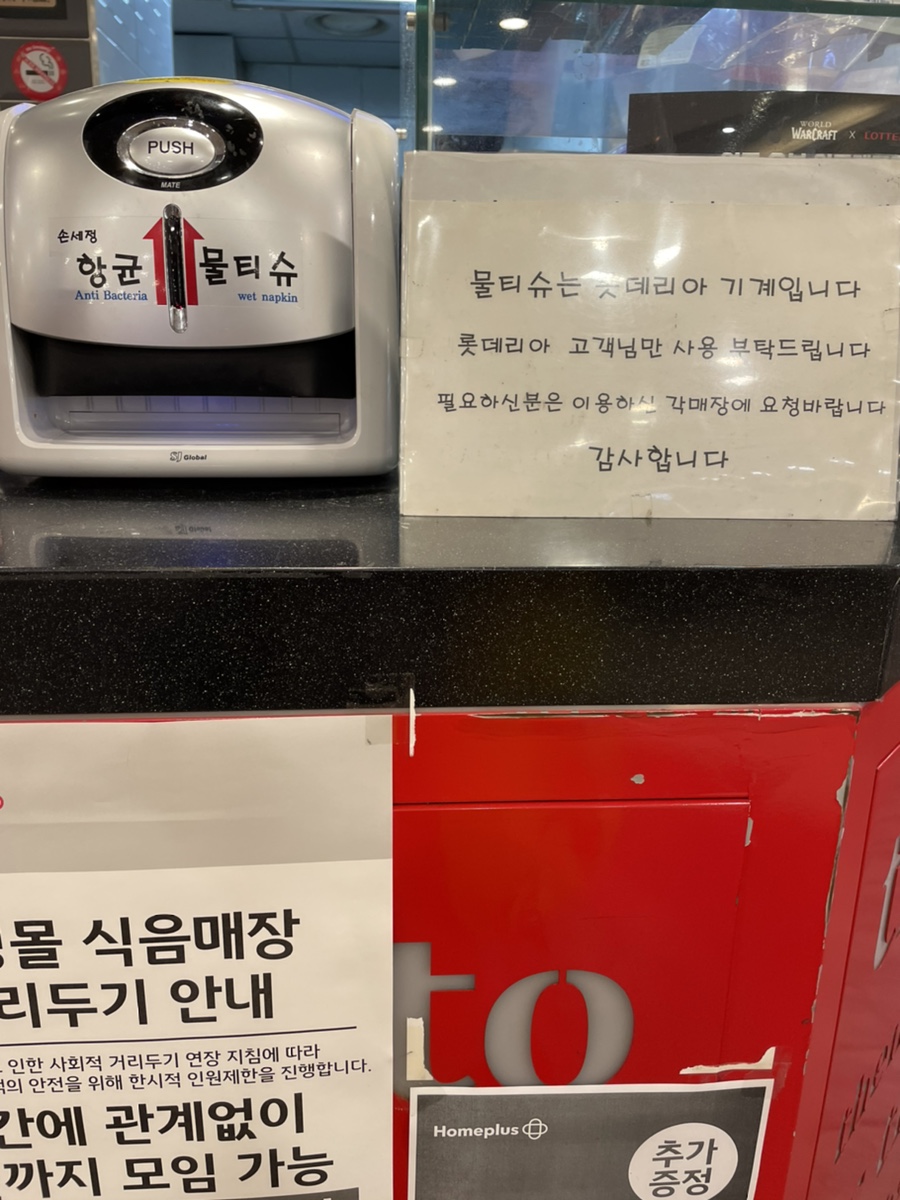 PUSH
MATE
손세정
항균 물티슈
Anti Bacteria wet napkin
SJ Global
WORLD
WARCRAFT X LOTTE
물티슈는 롯데리아 기계입니다
롯데리아 고객님만 사용 부탁드립니다
필요하신분은 이용하신 각매장에 요청바랍니다
감사합니다
몰 식음매장
리두기 안내
인한 사회적 거리두기 연장 지침에 따라
의 안전을 위해 한시적 인원제한을 진행합니다.
간에 관계없이
까지 모임 가능
to
Homeplus
추가
증정